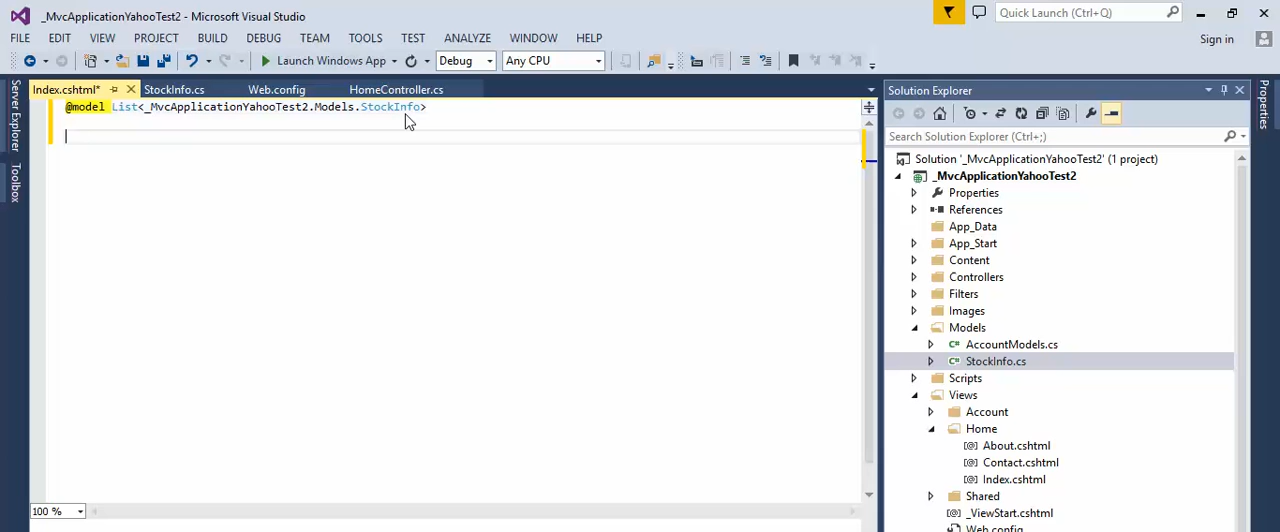 _MvcApplicationYahooTest2 - Microsoft Visual Studio
Quick Launch (Ctrl+Q)
FILE EDIT VIEW PROJECT BUILD DEBUG TEAM TOOLS TEST ANALYZE WINDOW HELP
Sign in
Launch Windows App Debug Any CPU
Server Explorer
Toolbox
Index.cshtml* StockInfo.cs Web.config HomeController.cs
@model List<_MvcApplicationYahooTest2.Models.StockInfo>
100 %
Solution Explorer
Search Solution Explorer (Ctrl+;)
Solution '_MvcApplicationYahooTest2' (1 project)
_MvcApplicationYahooTest2
Properties
References
App_Data
App_Start
Content
Controllers
Filters
Images
Models
C# AccountModels.cs
C# StockInfo.cs
Scripts
Views
Account
Home
[@] About.cshtml
[@] Contact.cshtml
[@] Index.cshtml
Shared
[@] _ViewStart.cshtml
Web.config
Properties